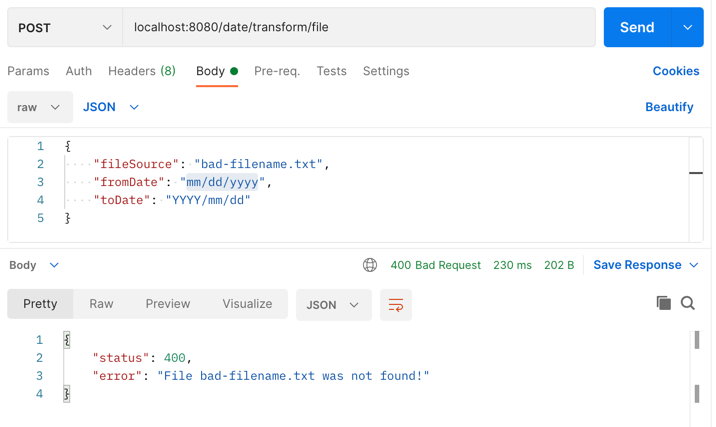 POST localhost:8080/date/transform/file Send
Params Auth Headers (8) Body Pre-req. Tests Settings Cookies
raw JSON Beautify
1 {
2 ····"fileSource":·"bad-filename.txt",
3 ····"fromDate":·"mm/dd/yyyy",
4 ····"toDate":·"YYYY/mm/dd"
5 }
Body 400 Bad Request 230 ms 202 B Save Response
Pretty Raw Preview Visualize JSON
1 {
2 "status": 400,
3 "error": "File bad-filename.txt was not found!"
4 }